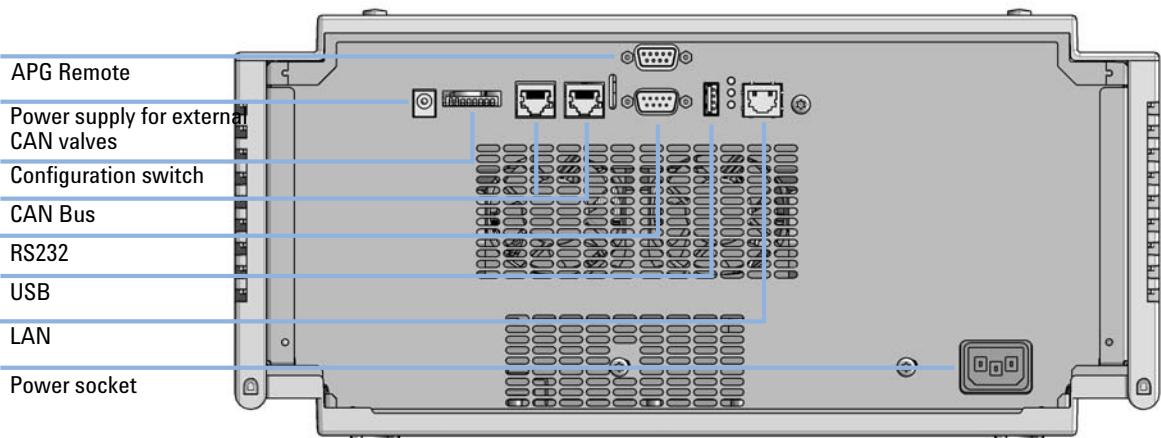 APG Remote
Power supply for external
CAN valves
Configuration switch
CAN Bus
RS232
USB
LAN
Power socket